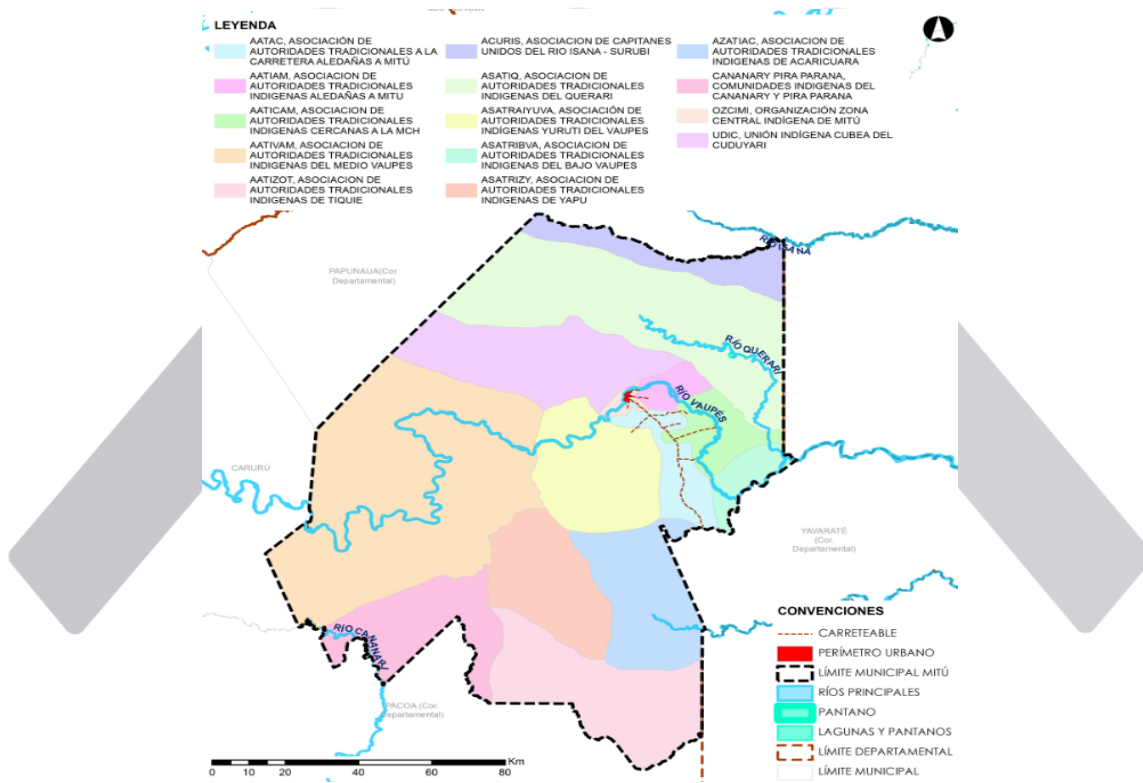 LEYENDA
AATAC, ASOCIACIÓN DE
AUTORIDADES TRADICIONALES A LA
CARRETERA ALEDAÑAS A MITÚ
AATIAM, ASOCIACION DE
AUTORIDADES TRADICIONALES
INDIGENAS ALEDAÑAS A MITU
AATICAM, ASOCIACION DE
AUTORIDADES TRADICIONALES
INDIGENAS CERCANAS A LA MCH
AATIVAM, ASOCIACION DE
AUTORIDADES TRADICIONALES
INDIGENAS DEL MEDIO VAUPES
AATIZOT, ASOCIACION DE
AUTORIDADES TRADICIONALES
INDIGENAS DE TIQUIE
ACURIS, ASOCIACION DE CAPITANES
UNIDOS DEL RIO ISANA - SURUBI
ASATIQ, ASOCIACION DE
AUTORIDADES TRADICIONALES
INDIGENAS DEL QUERARI
ASATRAIYUVA, ASOCIACIÓN DE
AUTORIDADES TRADICIONALES
INDÍGENAS YURUTI DEL VAUPES
ASATRIBVA, ASOCIACION DE
AUTORIDADES TRADICIONALES
INDIGENAS DEL BAJO VAUPES
ASATRIZY, ASOCIACION DE
AUTORIDADES TRADICIONALES
INDIGENAS DE YAPU
AZATIAC, ASOCIACION DE
AUTORIDADES TRADICIONALES
INDIGENAS DE ACARICUARA
CANANARY PIRA PARANA,
COMUNIDADES INDIGENAS DEL
CANANARY Y PIRA PARANA
OZCIMI, ORGANIZACIÓN ZONA
CENTRAL INDÍGENA DE MITÚ
UDIC, UNIÓN INDÍGENA CUBEA DEL
CUDUYARI
RÍO ISANA
PAPUNAUA(Cor.
Departamental)
RÍO QUERARI
RÍO VAUPÉS
CARURÚ
YAVARATÉ
(Cor.
Departamental)
RÍO CANANARI
PACOA (Cor.
Departamental)
Km
0 5 10 20 40 60 80
CONVENCIONES
CARRETEABLE
PERÍMETRO URBANO
LÍMITE MUNICIPAL MITÚ
RÍOS PRINCIPALES
PANTANO
LAGUNAS Y PANTANOS
LÍMITE DEPARTAMENTAL
LÍMITE MUNICIPAL